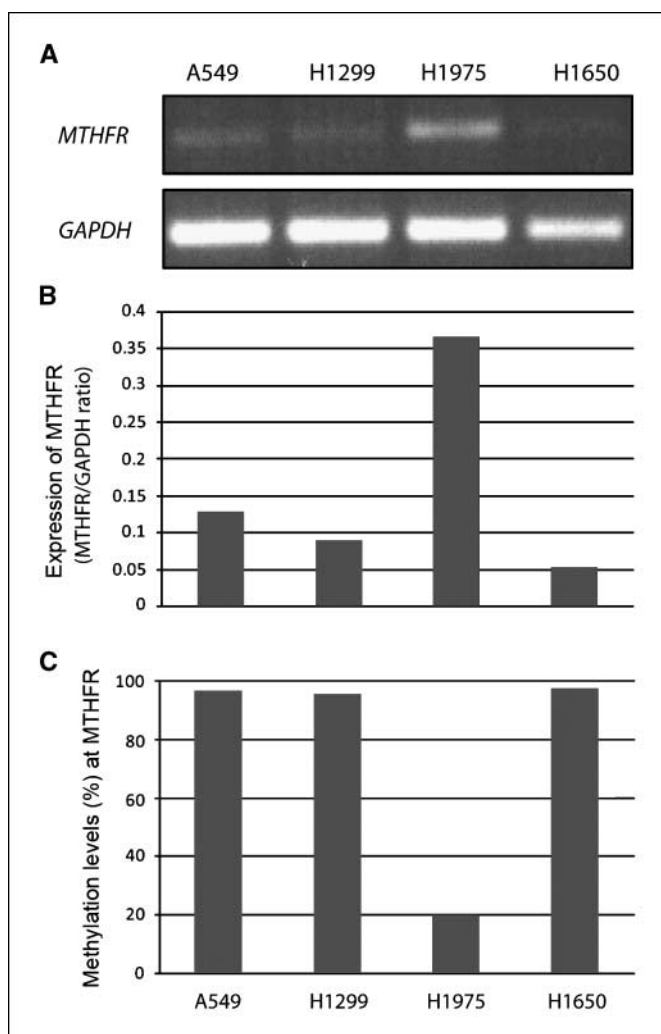 A
A549 H1299 H1975 H1650
MTHFR
GAPDH
B
Expression of MTHFR
(MTHFR/GAPDH ratio)
0.4
0.35
0.3
0.25
0.2
0.15
0.1
0.05
0
C
Methylation levels (%) at MTHFR
100
80
60
40
20
0
A549 H1299 H1975 H1650